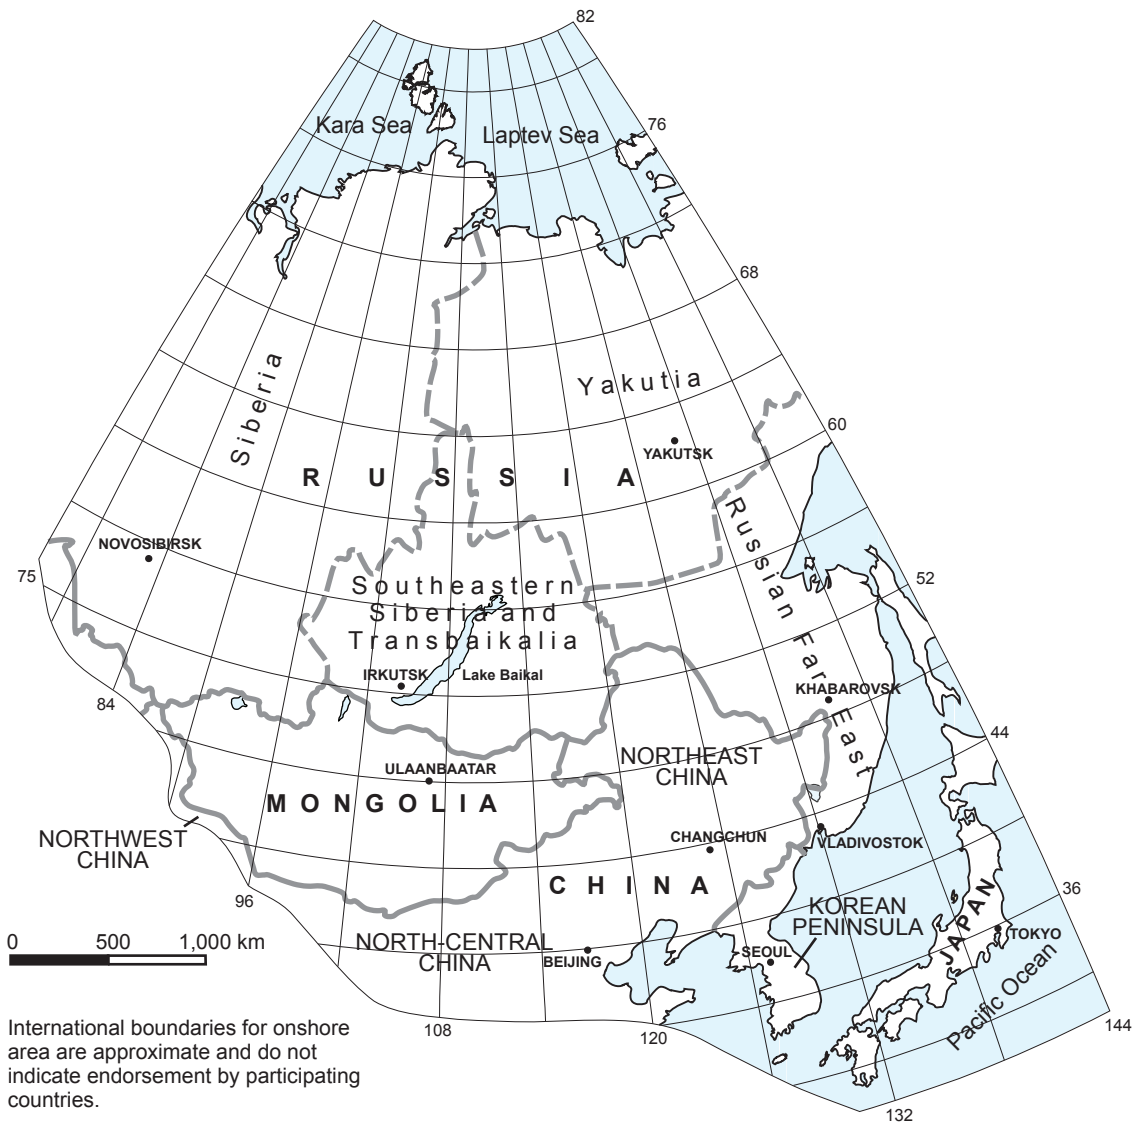 82
Kara Sea
Laptev Sea
76
68
Siberia
Yakutia
60
YAKUTSK
RUSSIA
Russian Far East
NOVOSIBIRSK
75
52
Southeastern
Siberia and
Transbaikalia
IRKUTSK
Lake Baikal
KHABAROVSK
84
44
NORTHEAST
CHINA
ULAANBAATAR
MONGOLIA
NORTHWEST
CHINA
CHANGCHUN
VLADIVOSTOK
CHINA
36
96
KOREAN
PENINSULA
JAPAN
TOKYO
0 500 1,000 km
NORTH-CENTRAL
CHINA
BEIJING
SEOUL
Pacific Ocean
108
120
144
132
International boundaries for onshore
area are approximate and do not
indicate endorsement by participating
countries.